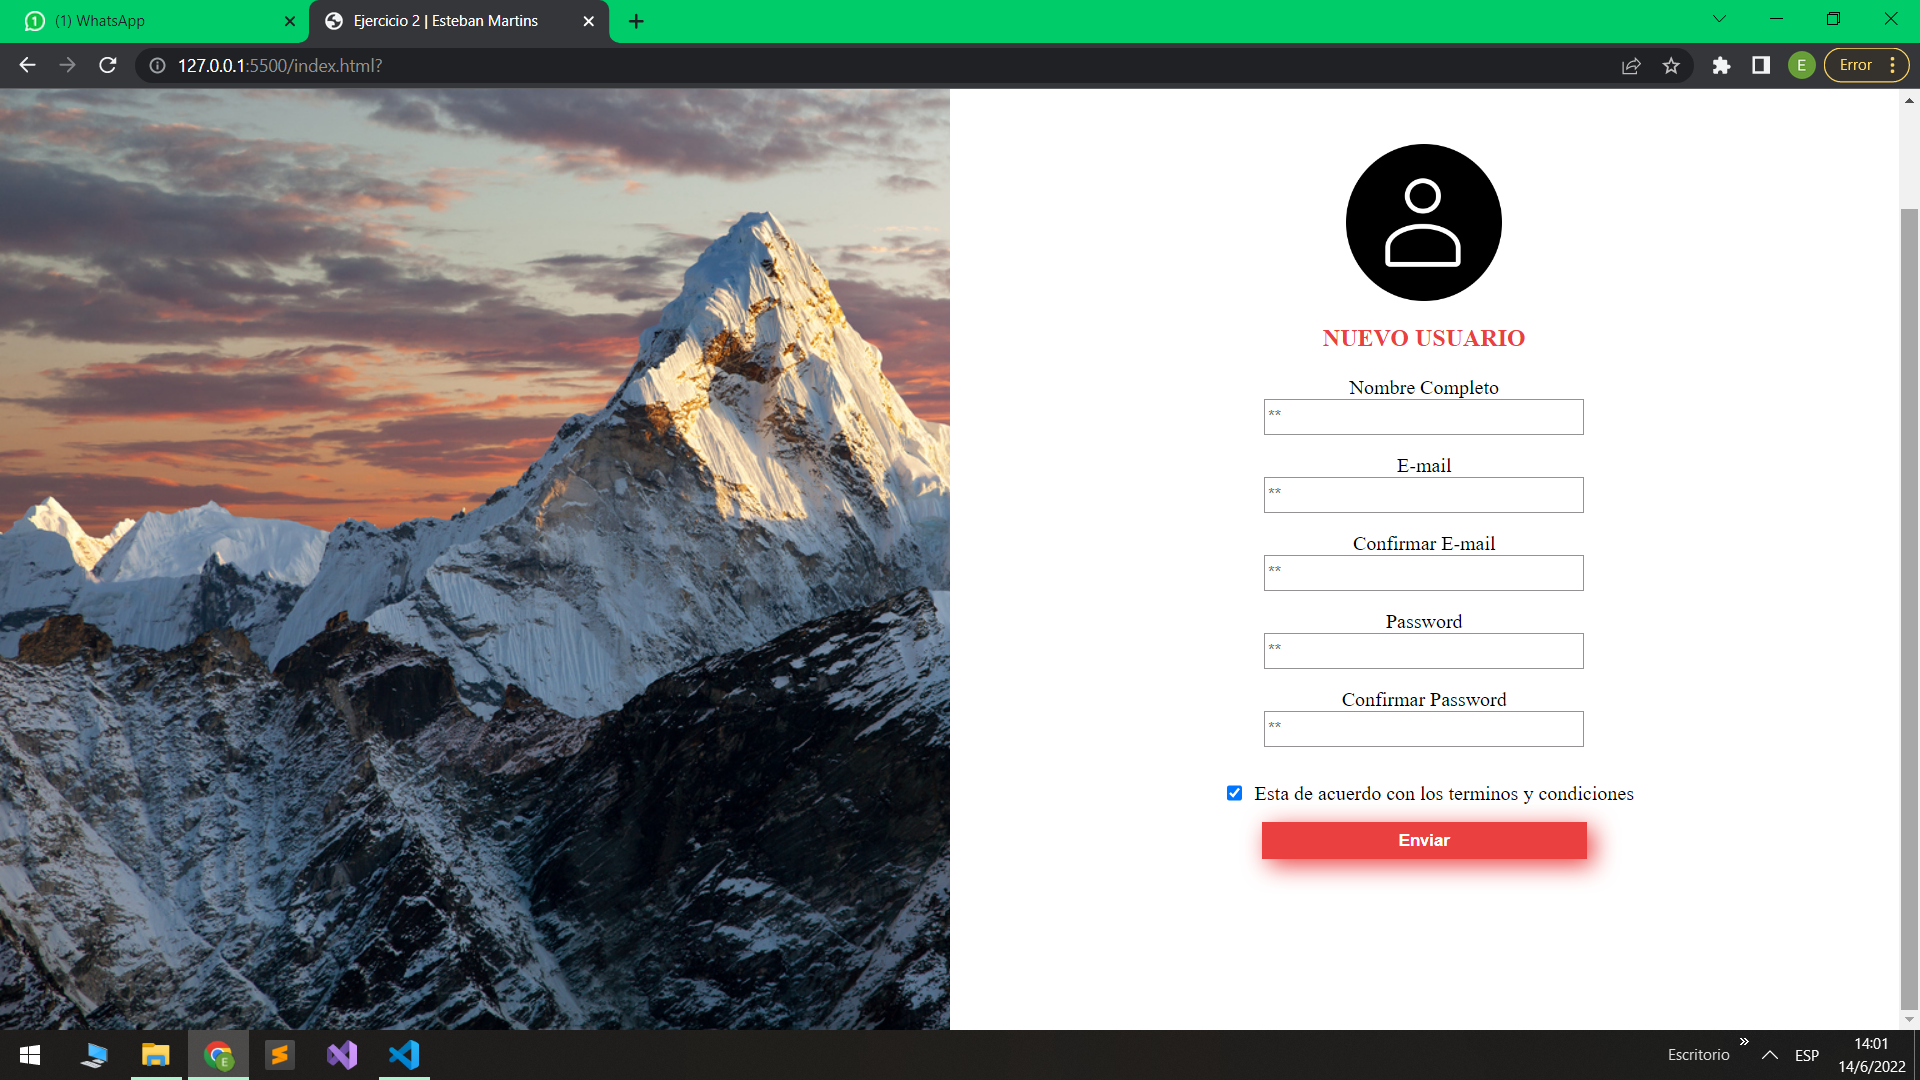 (1) WhatsApp
Ejercicio 2 | Esteban Martins
127.0.0.1:5500/index.html?
E
Error
NUEVO USUARIO
Nombre Completo
**
E-mail
**
Confirmar E-mail
**
Password
**
Confirmar Password
**
Esta de acuerdo con los terminos y condiciones
Enviar
E
Escritorio
ESP
14:01
14/6/2022